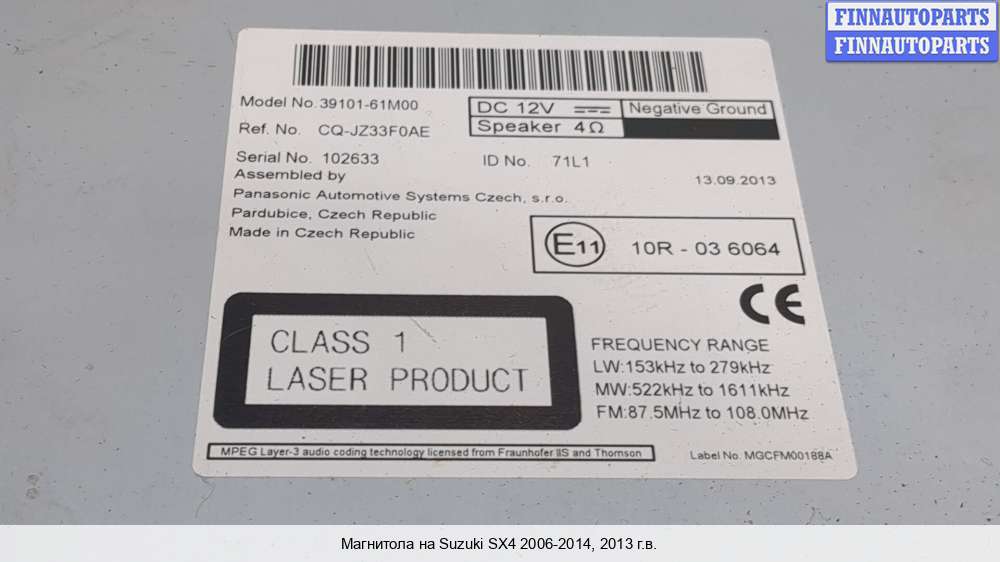 FINNAUTOPARTS
FINNAUTOPARTS
Model No. 39101-61M00
Ref. No. CQ-JZ33F0AE
DC 12V
Negative Ground
Speaker 4Ω
Serial No. 102633
ID No. 71L1
Assembled by
13.09.2013
Panasonic Automotive Systems Czech, s.r.o.
Pardubice, Czech Republic
Made in Czech Republic
E11 10R - 03 6064
CE
CLASS 1
LASER PRODUCT
FREQUENCY RANGE
LW:153kHz to 279kHz
MW:522kHz to 1611kHz
FM:87.5MHz to 108.0MHz
MPEG Layer-3 audio coding technology licensed from Fraunhofer IIS and Thomson
Label No. MGCFM00188A
Магнитола на Suzuki SX4 2006-2014, 2013 г.в.